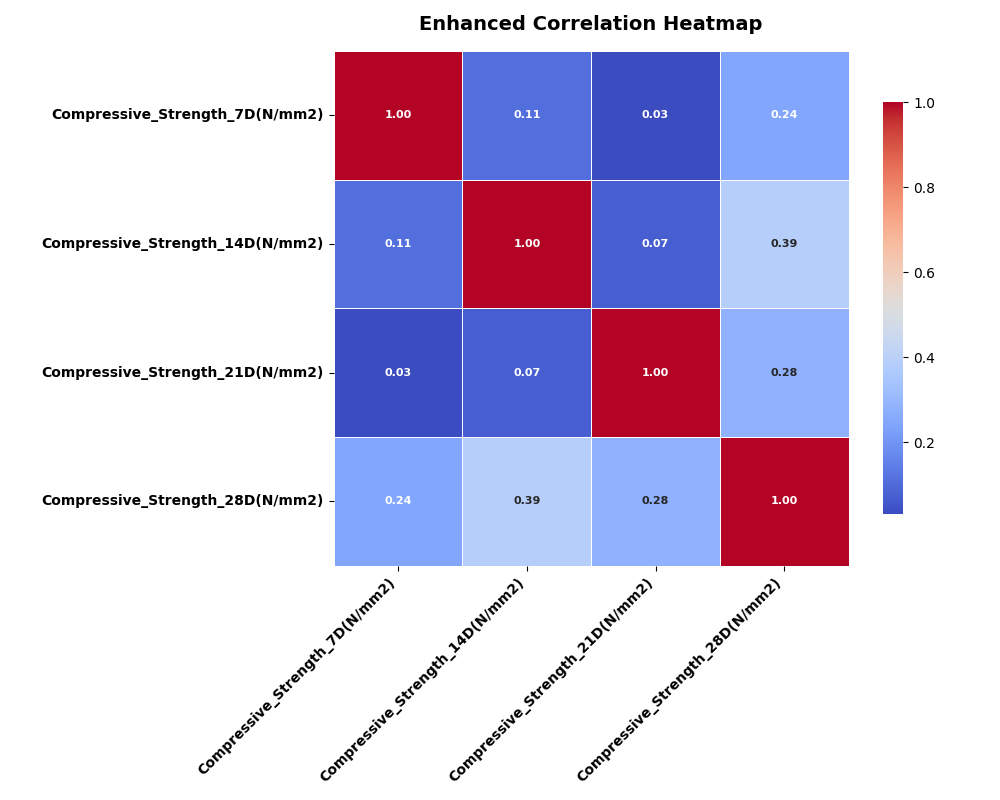 Enhanced Correlation Heatmap
Compressive_Strength_7D(N/mm2) 1.00 0.11 0.03 0.24
Compressive_Strength_14D(N/mm2) 0.11 1.00 0.07 0.39
Compressive_Strength_21D(N/mm2) 0.03 0.07 1.00 0.28
Compressive_Strength_28D(N/mm2) 0.24 0.39 0.28 1.00
Compressive_Strength_7D(N/mm2)
Compressive_Strength_14D(N/mm2)
Compressive_Strength_21D(N/mm2)
Compressive_Strength_28D(N/mm2)
1.0
0.8
0.6
0.4
0.2